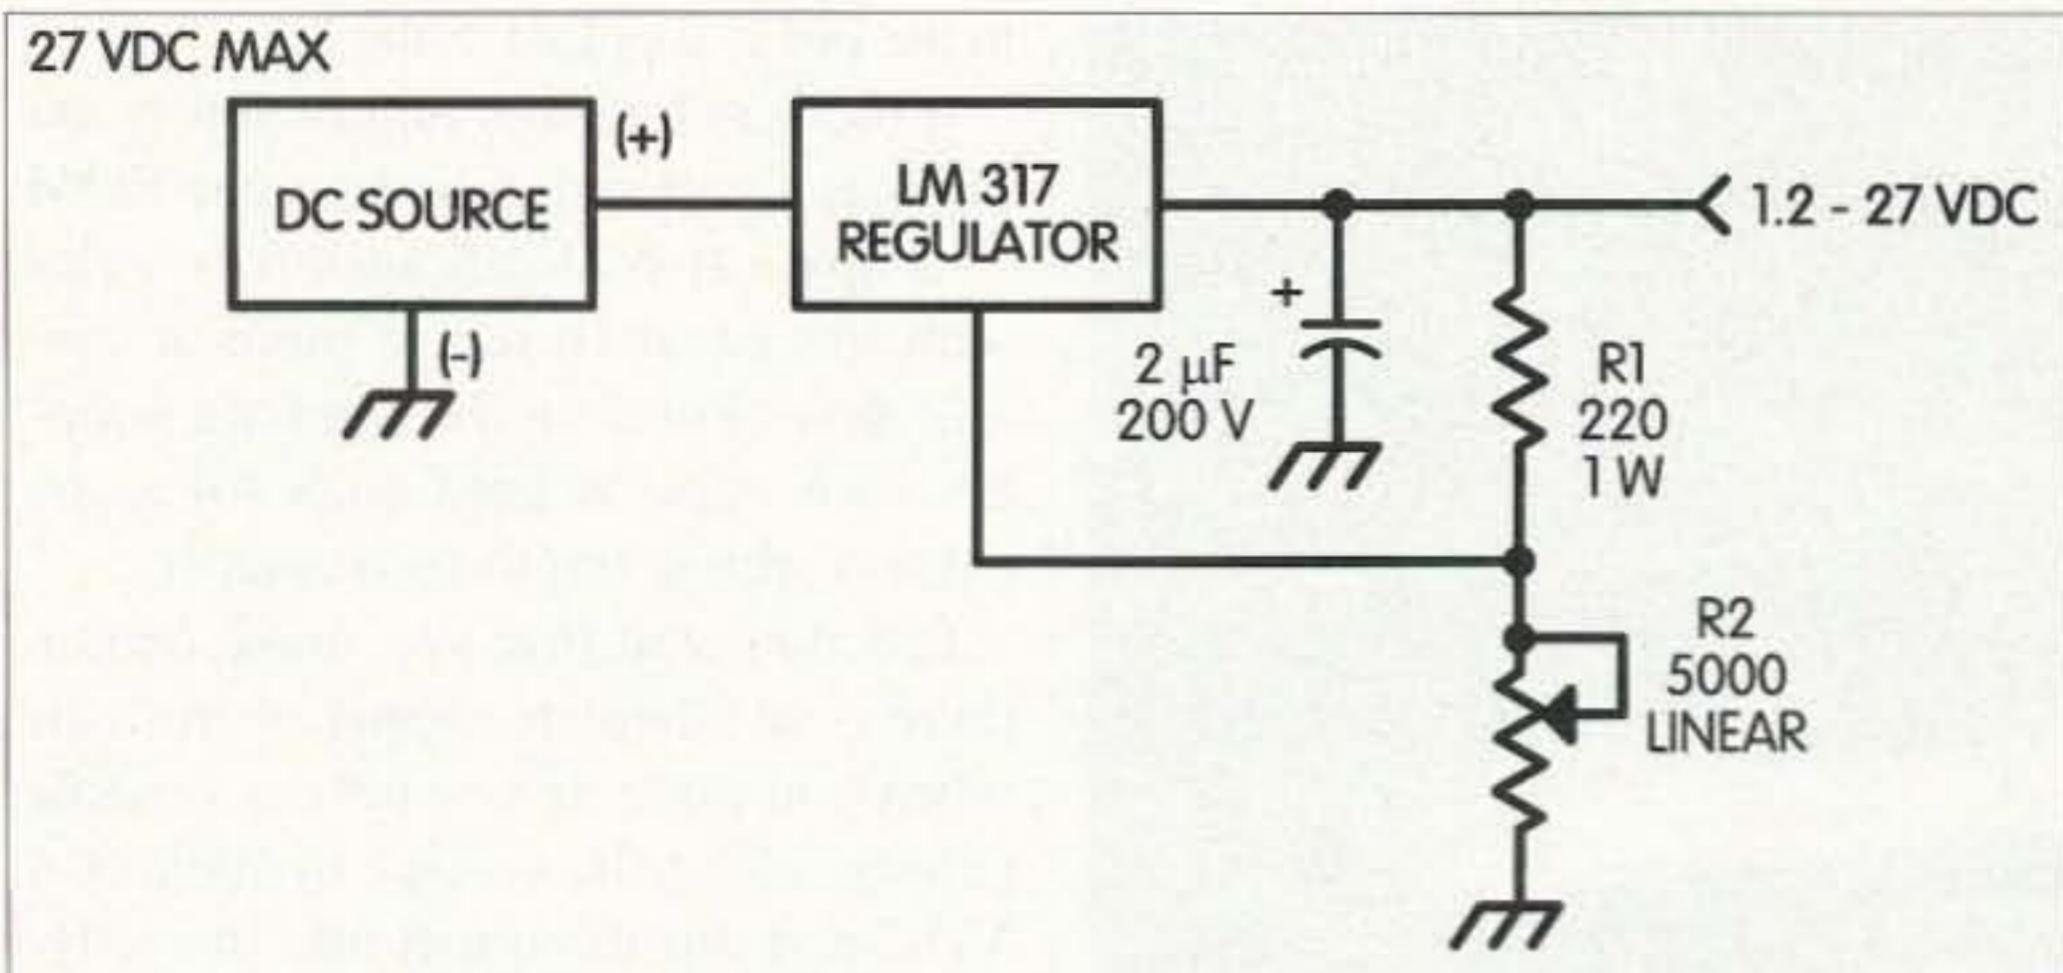 27 VDC MAX
DC SOURCE
(+)
(-)
LM 317
REGULATOR
1.2 - 27 VDC
+
2 µF
200 V
R1
220
1 W
R2
5000
LINEAR